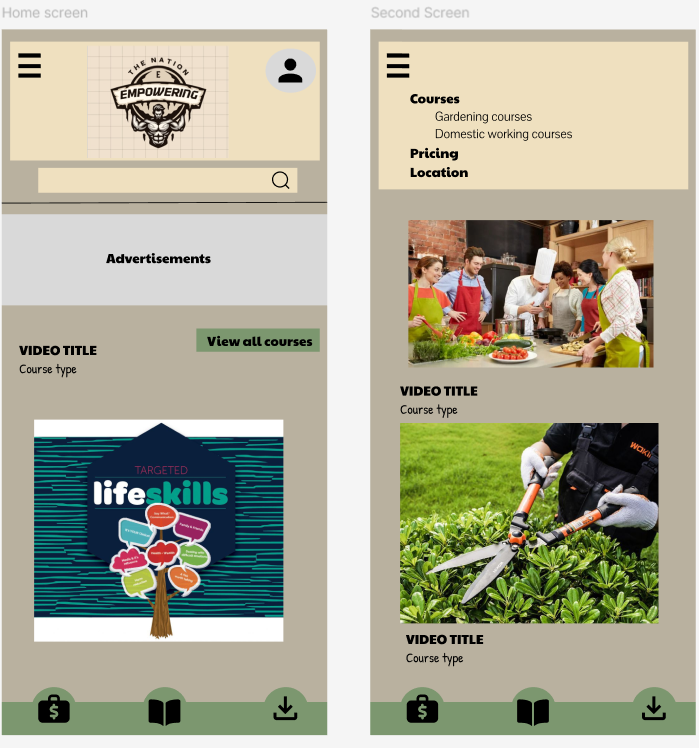 Home screen
THE NATION
E
EMPOWERING
Advertisements
View all courses
VIDEO TITLE
Course type
TARGETED
lifeskills
$
Second Screen
Courses
Gardening courses
Domestic working courses
Pricing
Location
VIDEO TITLE
Course type
VIDEO TITLE
Course type
$